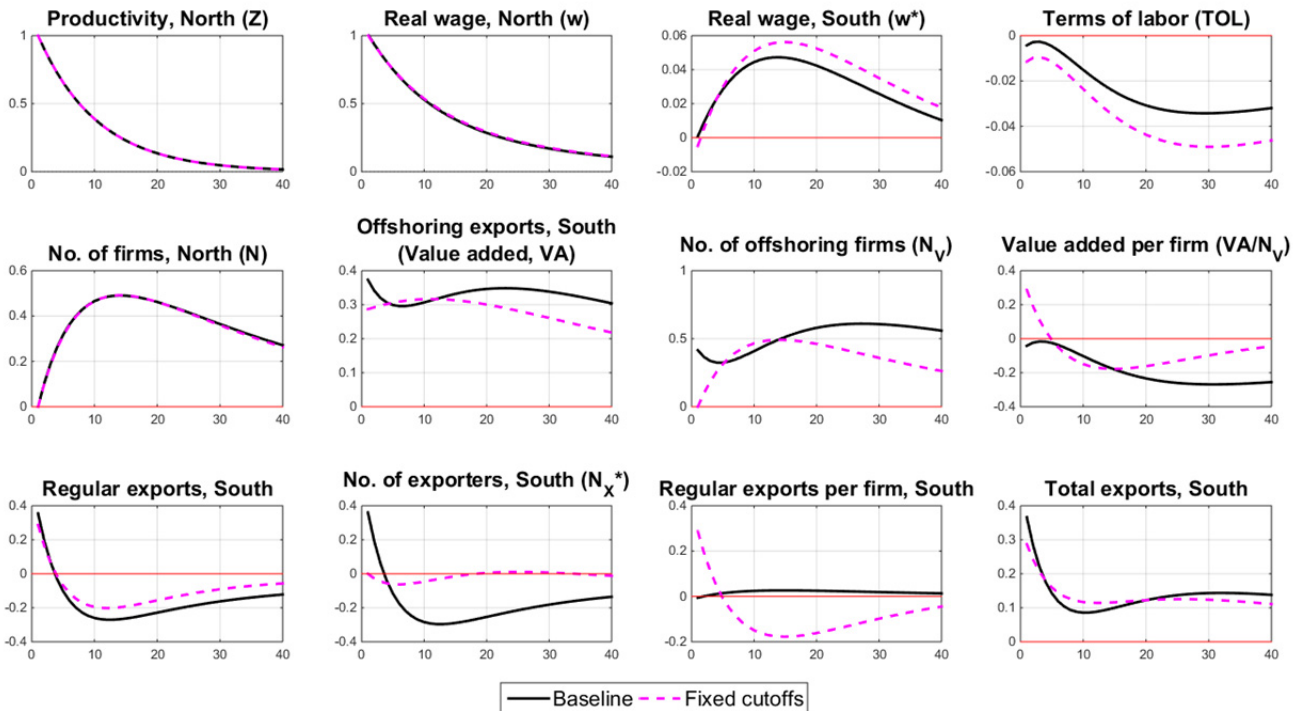 Productivity, North (Z)
Real wage, North (w)
Real wage, South (w*)
Terms of labor (TOL)
1
0.5
0
0 10 20 30 40
1
0.5
0
0 10 20 30 40
0.06
0.04
0.02
0
-0.02
0 10 20 30 40
0
-0.02
-0.04
-0.06
0 10 20 30 40
No. of firms, North (N)
Offshoring exports, South
(Value added, VA)
No. of offshoring firms (N_V)
Value added per firm (VA/N_V)
0.6
0.4
0.2
0
0 10 20 30 40
0.4
0.3
0.2
0.1
0
0 10 20 30 40
1
0.5
0
0 10 20 30 40
0.4
0.2
0
-0.2
-0.4
0 10 20 30 40
Regular exports, South
No. of exporters, South (N_X*)
Regular exports per firm, South
Total exports, South
0.4
0.2
0
-0.2
-0.4
0 10 20 30 40
0.4
0.2
0
-0.2
-0.4
0 10 20 30 40
0.4
0.2
0
-0.2
0 10 20 30 40
0.4
0.3
0.2
0.1
0
0 10 20 30 40
Baseline Fixed cutoffs